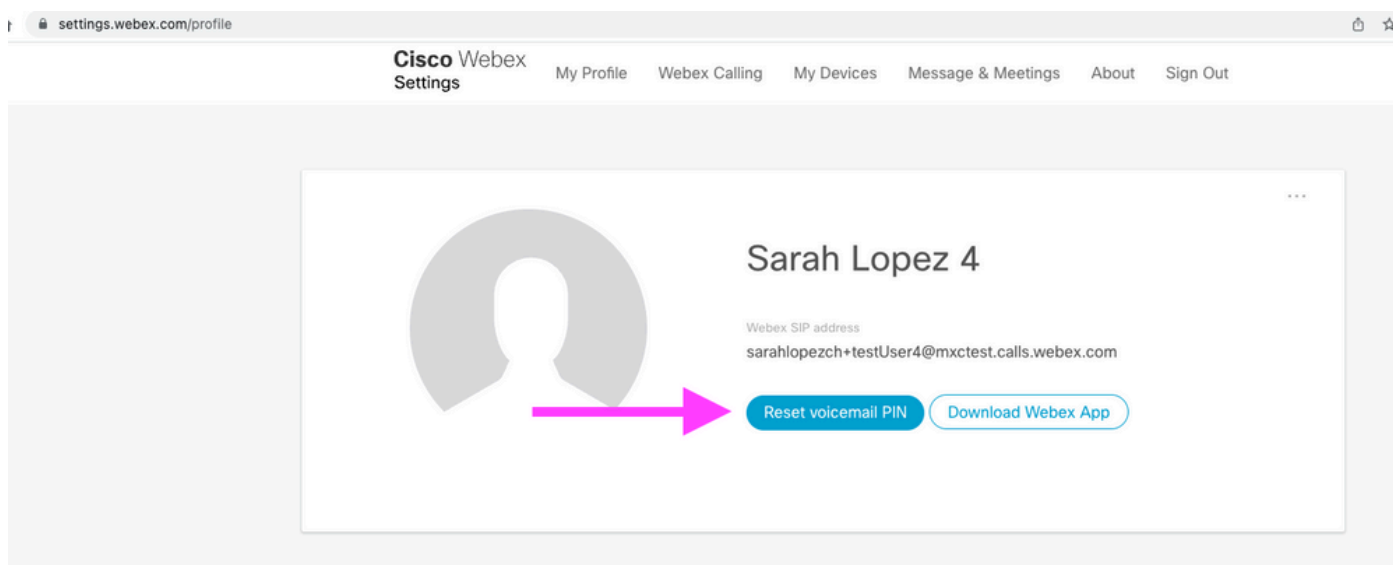 settings.webex.com/profile
Cisco Webex
Settings
My Profile Webex Calling My Devices Message & Meetings About Sign Out
...
Sarah Lopez 4
Webex SIP address
sarahlopezch+testUser4@mxctest.calls.webex.com
Reset voicemail PIN Download Webex App